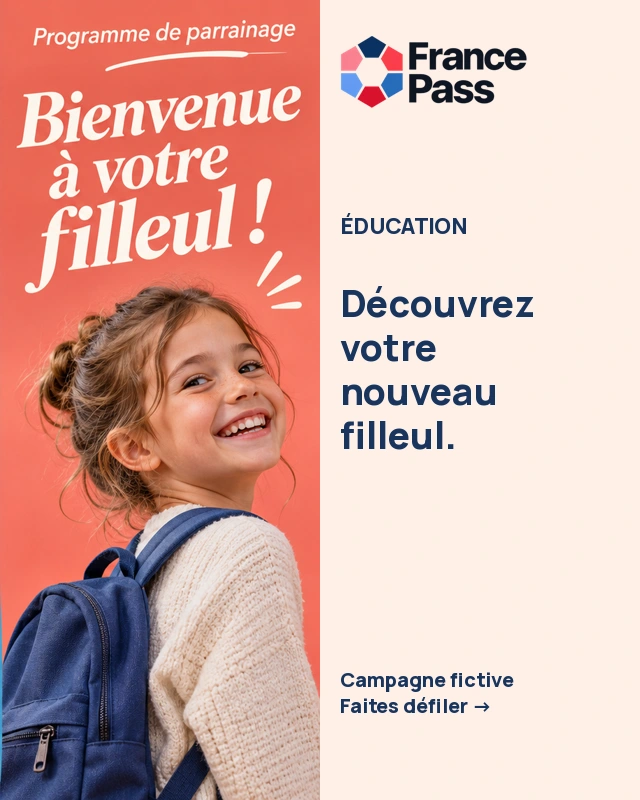 Programme de parrainage
Bienvenue
à votre
filleul !
France
Pass
ÉDUCATION
Découvrez
votre
nouveau
filleul.
Campagne fictive
Faites défiler →